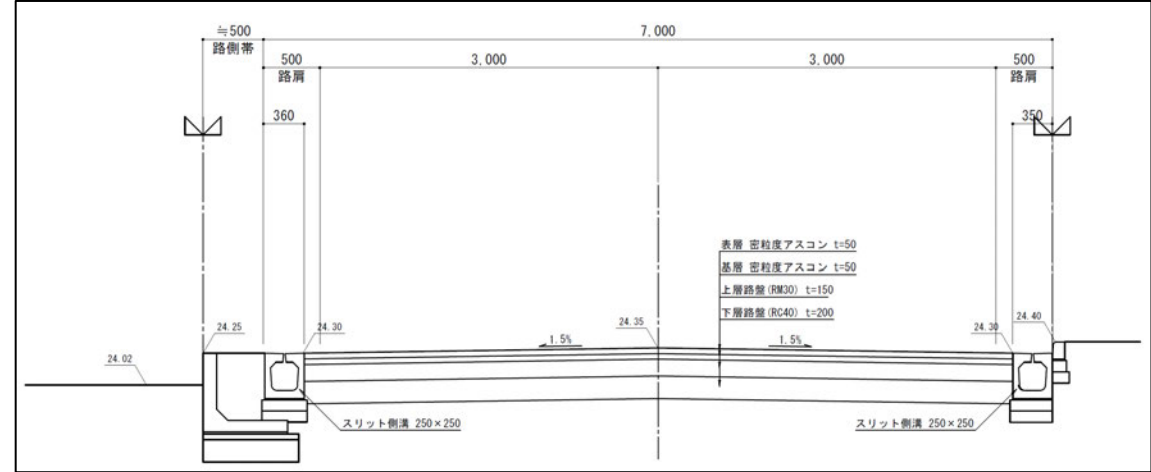 ≒500
路側帯
7.000
500
路肩
3,000
3,000
500
路肩
360
350
表層 密粒度アスコン t=50
基層 密粒度アスコン t=50
上層路盤(RM30) t=150
下層路盤(RC40) t=200
24.25
24.30
24.35
24.30
24.40
1.5%
1.5%
24.02
スリット側溝 250×250
スリット側溝 250×250